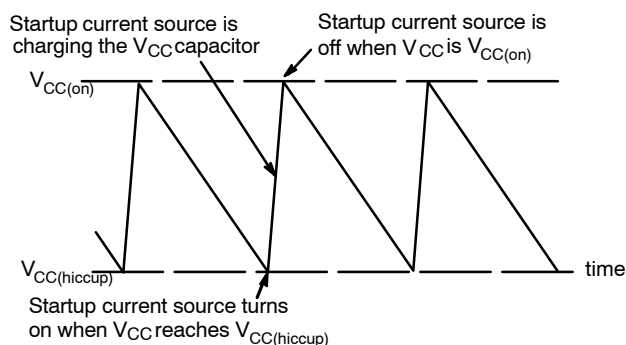 Startup current source is
charging the VCC capacitor
Startup current source is
off when VCC is VCC(on)
VCC(on)
VCC(hiccup)
time
Startup current source turns
on when VCC reaches VCC(hiccup)